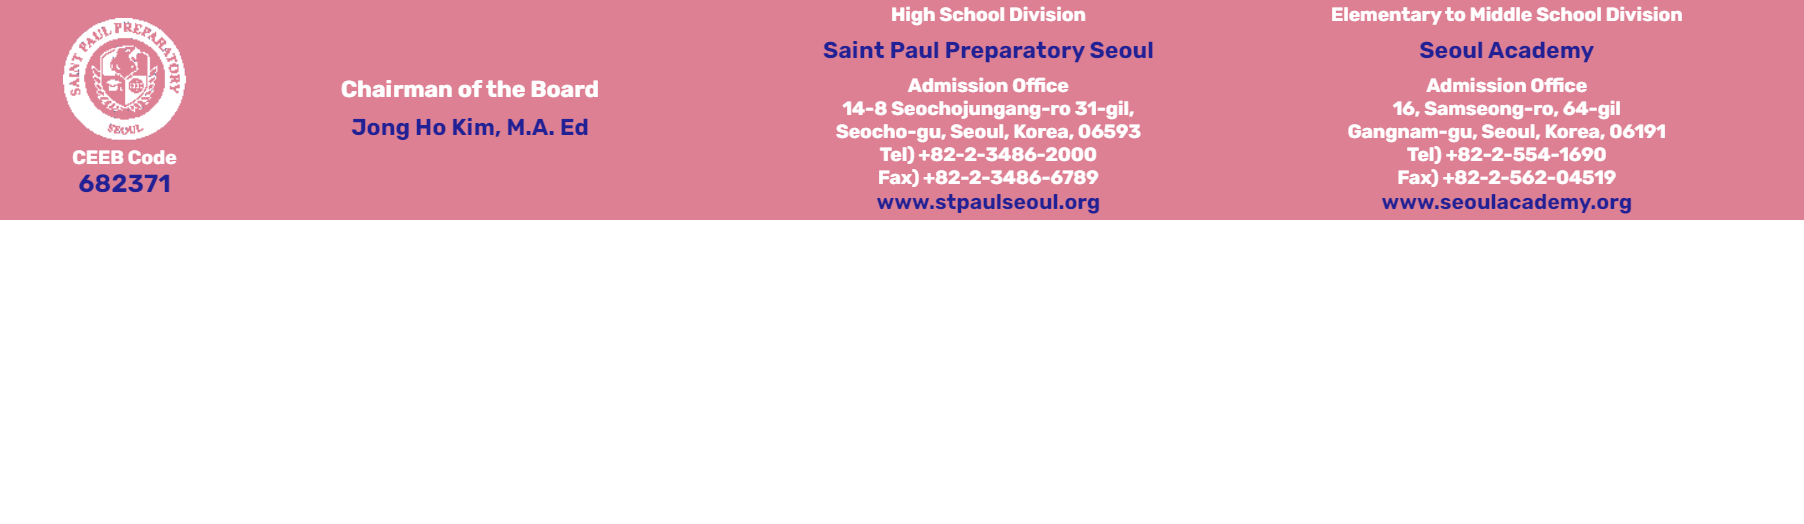 SAINT PAUL PREPARATORY
SEOUL
CEEB Code
682371
Chairman of the Board
Jong Ho Kim, M.A. Ed
High School Division
Saint Paul Preparatory Seoul
Admission Office
14-8 Seochojungang-ro 31-gil,
Seocho-gu, Seoul, Korea, 06593
Tel) +82-2-3486-2000
Fax) +82-2-3486-6789
www.stpaulseoul.org
Elementary to Middle School Division
Seoul Academy
Admission Office
16, Samseong-ro, 64-gil
Gangnam-gu, Seoul, Korea, 06191
Tel) +82-2-554-1690
Fax) +82-2-562-04519
www.seoulacademy.org